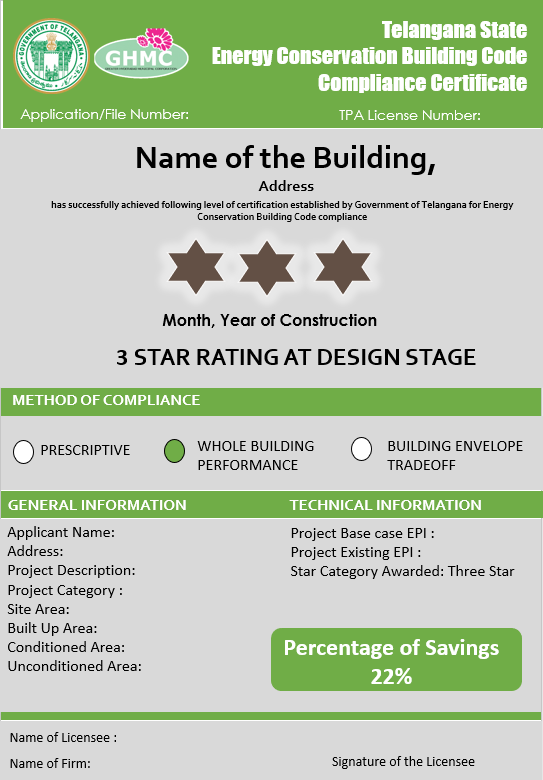 GOVERNMENT OF TELANGANA
GHMC
Telangana State
Energy Conservation Building Code
Compliance Certificate
Application/File Number:
TPA License Number:
Name of the Building,
Address
has successfully achieved following level of certification established by Government of Telangana for Energy
Conservation Building Code compliance
Month, Year of Construction
3 STAR RATING AT DESIGN STAGE
METHOD OF COMPLIANCE
PRESCRIPTIVE
WHOLE BUILDING
PERFORMANCE
BUILDING ENVELOPE
TRADEOFF
GENERAL INFORMATION
Applicant Name:
Address:
Project Description:
Project Category :
Site Area:
Built Up Area:
Conditioned Area:
Unconditioned Area:
TECHNICAL INFORMATION
Project Base case EPI :
Project Existing EPI :
Star Category Awarded: Three Star
Percentage of Savings
22%
Name of Licensee :
Name of Firm:
Signature of the Licensee